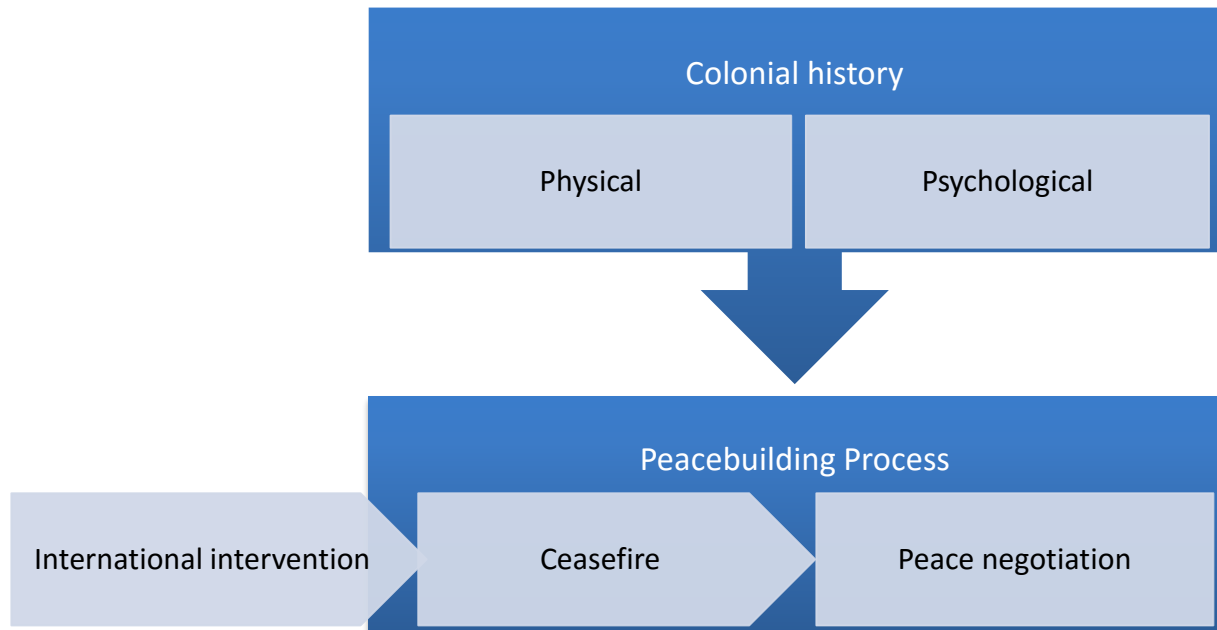 Colonial history
Physical
Psychological
Peacebuilding Process
International intervention
Ceasefire
Peace negotiation